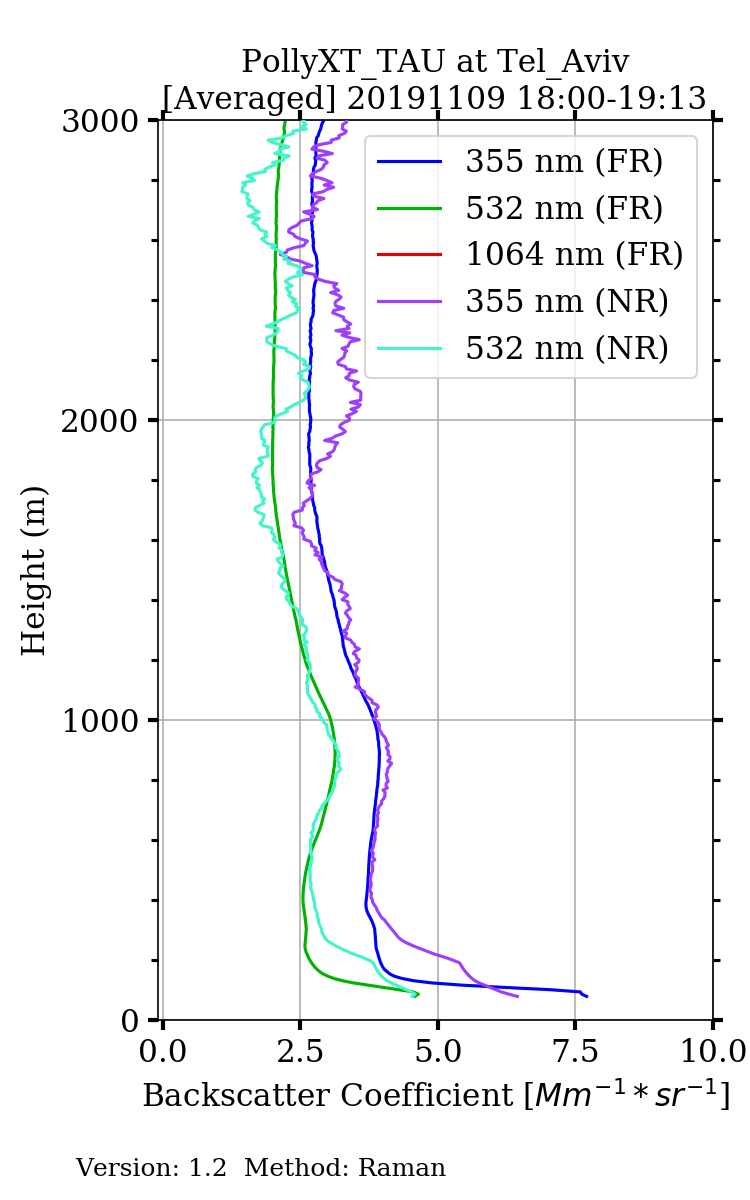 PollyXT_TAU at Tel_Aviv
[Averaged] 20191109 18:00-19:13
3000
355 nm (FR)
532 nm (FR)
1064 nm (FR)
355 nm (NR)
532 nm (NR)
2000
Height (m)
1000
0
0.0 2.5 5.0 7.5 10.0
Backscatter Coefficient [Mm⁻¹ * sr⁻¹]
Version: 1.2 Method: Raman